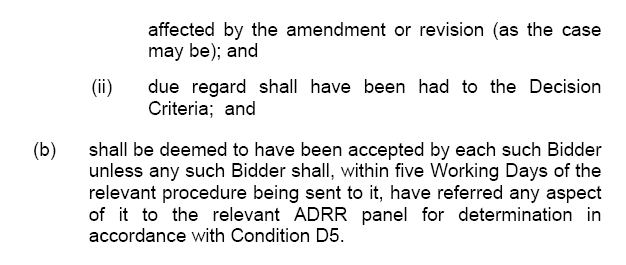 affected by the amendment or revision (as the case
may be); and
(ii) due regard shall have been had to the Decision
Criteria; and
(b) shall be deemed to have been accepted by each such Bidder
unless any such Bidder shall, within five Working Days of the
relevant procedure being sent to it, have referred any aspect
of it to the relevant ADRR panel for determination in
accordance with Condition D5.